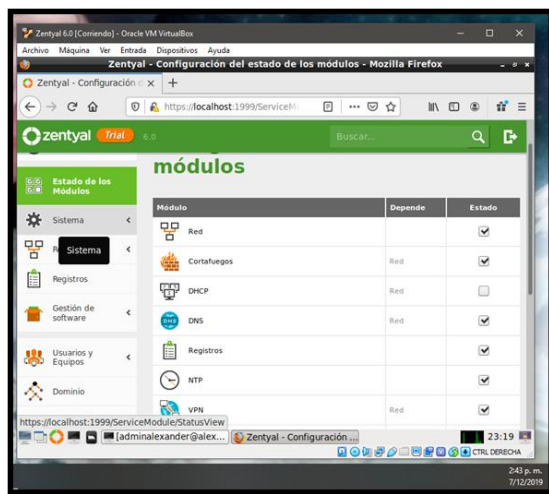 Zentyal 6.0 [Corriendo] - Oracle VM VirtualBox
Archivo Máquina Ver Entrada Dispositivos Ayuda
Zentyal - Configuración del estado de los módulos - Mozilla Firefox
Zentyal - Configuración d
https://localhost:1999/ServiceM
zentyal Trial 6.0 Buscar...
módulos
Estado de los
Módulos
Sistema
Sistema
Registros
Gestión de
software
Usuarios y
Equipos
Dominio
Módulo Depende Estado
Red
Cortafuegos Red
DHCP Red
DNS Red
Registros
NTP
VPN Red
https://localhost:1999/ServiceModule/StatusView
[adminalexander@alex... Zentyal - Configuración ... 23:19
CTRL DERECHA
2:43 p. m.
7/12/2019